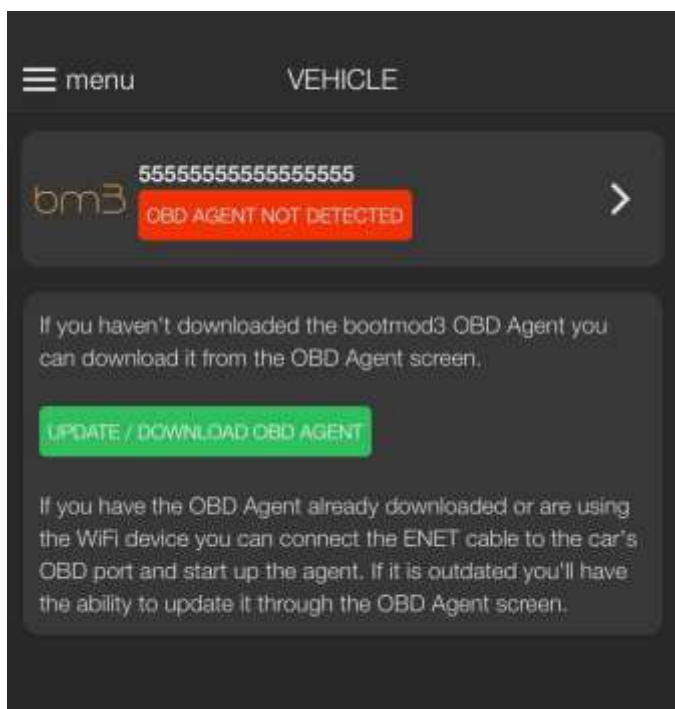 menu VEHICLE
55555555555555555
bm3 OBD AGENT NOT DETECTED
If you haven't downloaded the bootmod3 OBD Agent you
can download it from the OBD Agent screen.
UPDATE / DOWNLOAD OBD AGENT
If you have the OBD Agent already downloaded or are using
the WiFi device you can connect the ENET cable to the car's
OBD port and start up the agent. If it is outdated you'll have
the ability to update it through the OBD Agent screen.